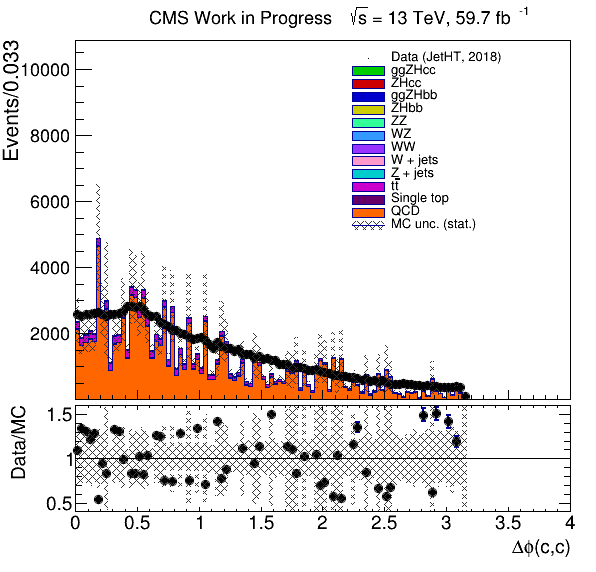 CMS Work in Progress √s = 13 TeV, 59.7 fb⁻¹
Events/0.033
10000
8000
6000
4000
2000
Data (JetHT, 2018)
ggZHcc
ZHcc
ggZHbb
ZHbb
ZZ
WZ
WW
W + jets
Z + jets
tt̅
Single top
QCD
MC unc. (stat.)
Data/MC
1.5
1
0.5
0 0.5 1 1.5 2 2.5 3 3.5 4
Δϕ(c,c)